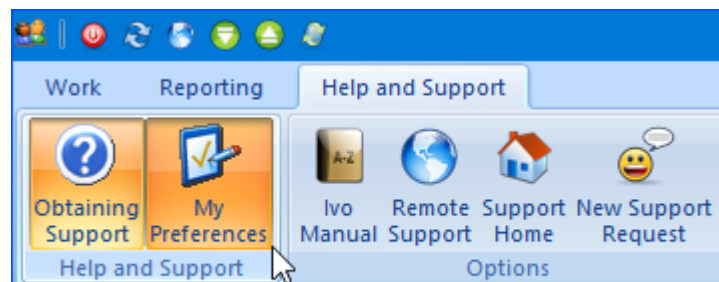 Work Reporting Help and Support
A-Z
Obtaining Support
My Preferences
Ivo Manual
Remote Support
Support Home
New Support Request
Help and Support
Options